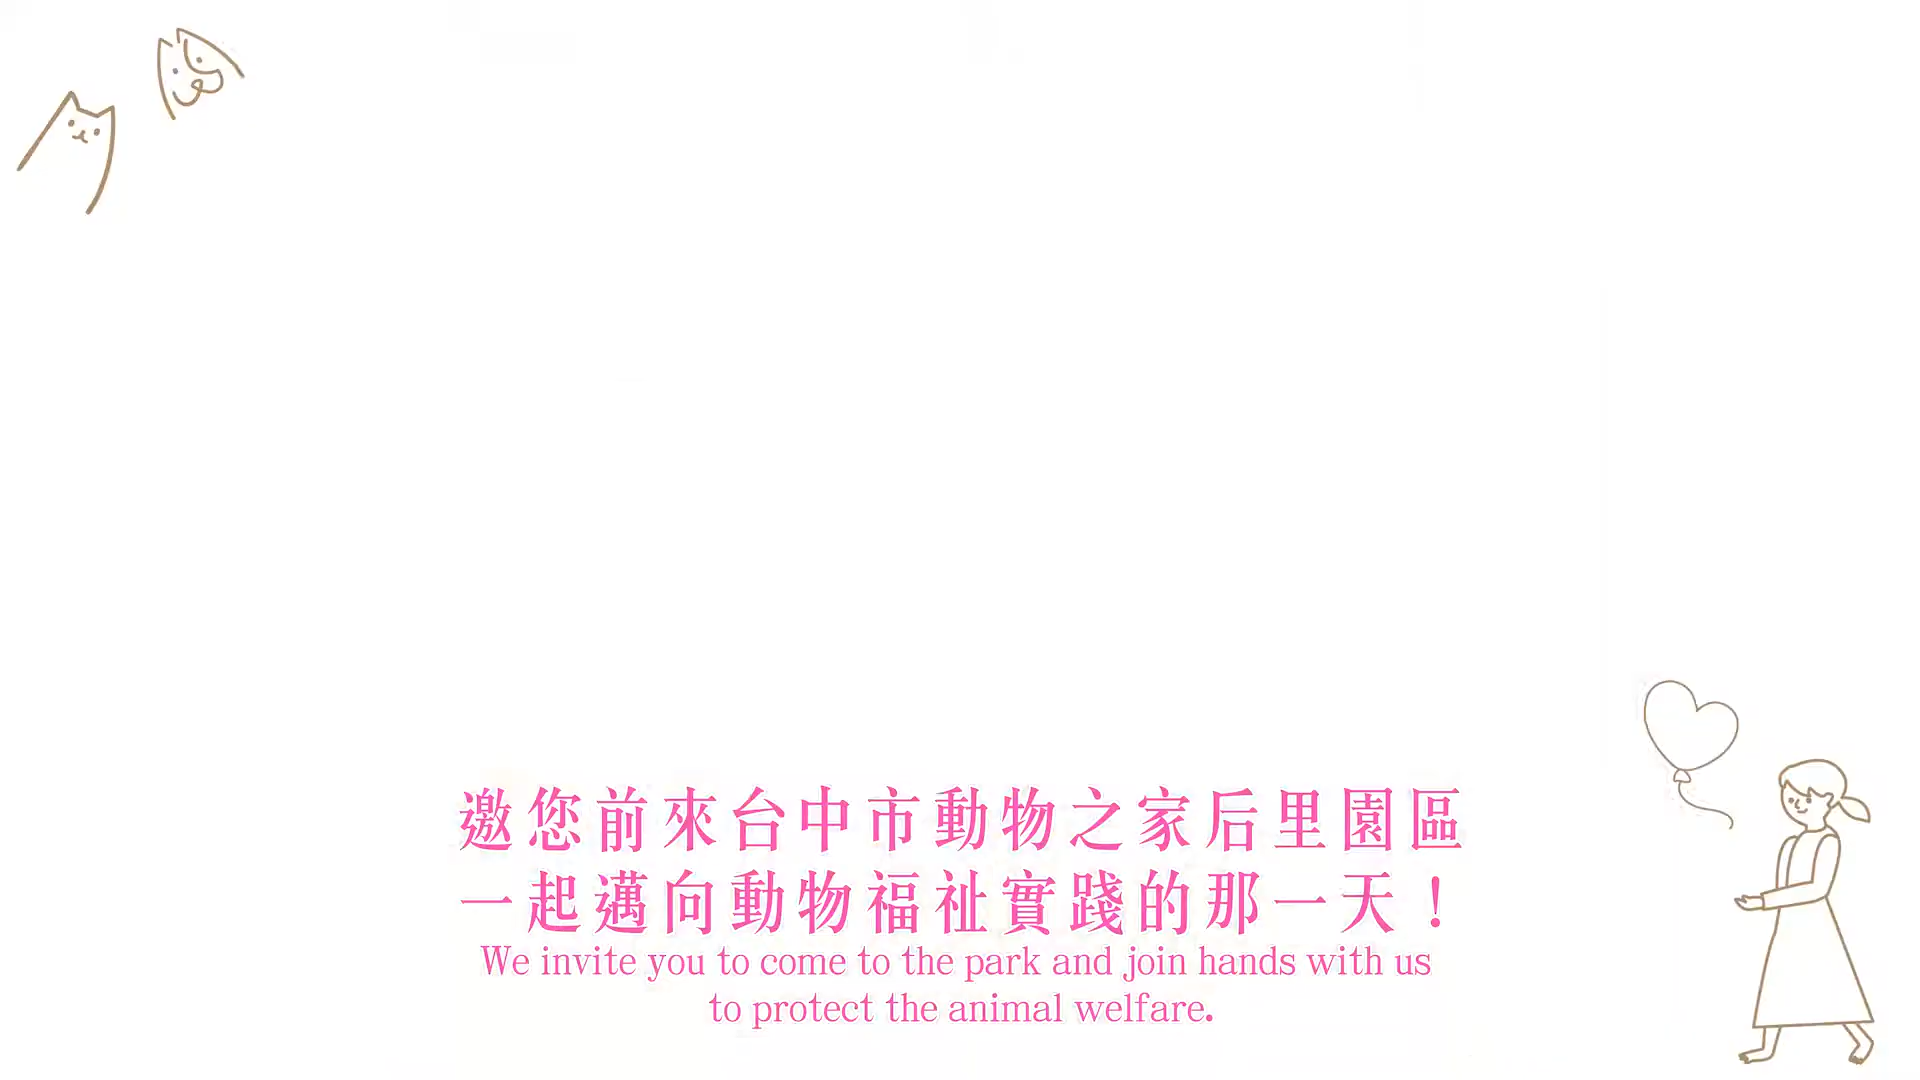 邀您前來台中市動物之家后里園區
一起邁向動物福祉實踐的那一天！
We invite you to come to the park and join hands with us
to protect the animal welfare.